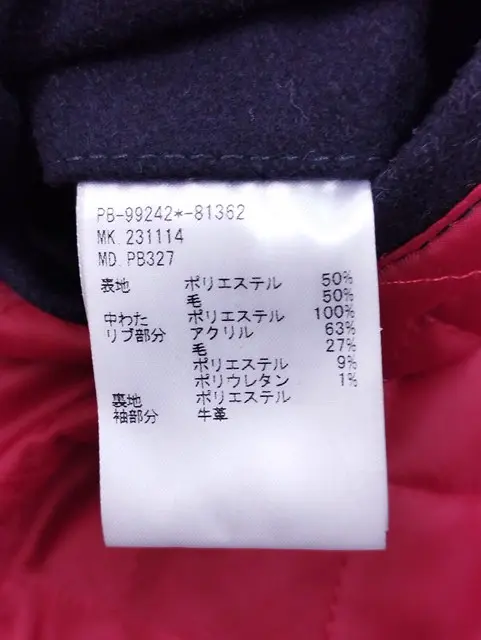 PB-99242*-81362
MK.231114
MD.PB327
表地 ポリエステル 50%
毛 50%
中わた ポリエステル 100%
リブ部分 アクリル 63%
毛 27%
ポリエステル 9%
ポリウレタン 1%
裏地 ポリエステル
袖部分 牛革